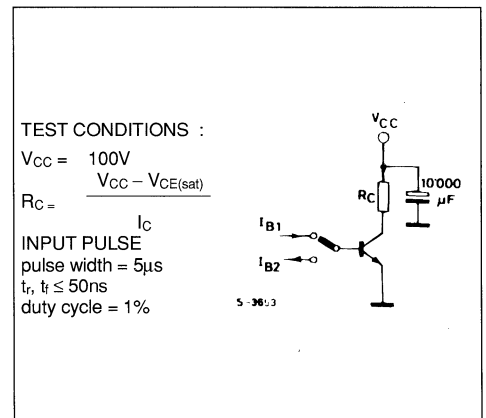 TEST CONDITIONS :
VCC = 100V
RC = VCC – VCE(sat)
IC
INPUT PULSE
pulse width = 5μs
tr, tf ≤ 50ns
duty cycle = 1%
VCC
RC
10'000
μF
IB1
IB2